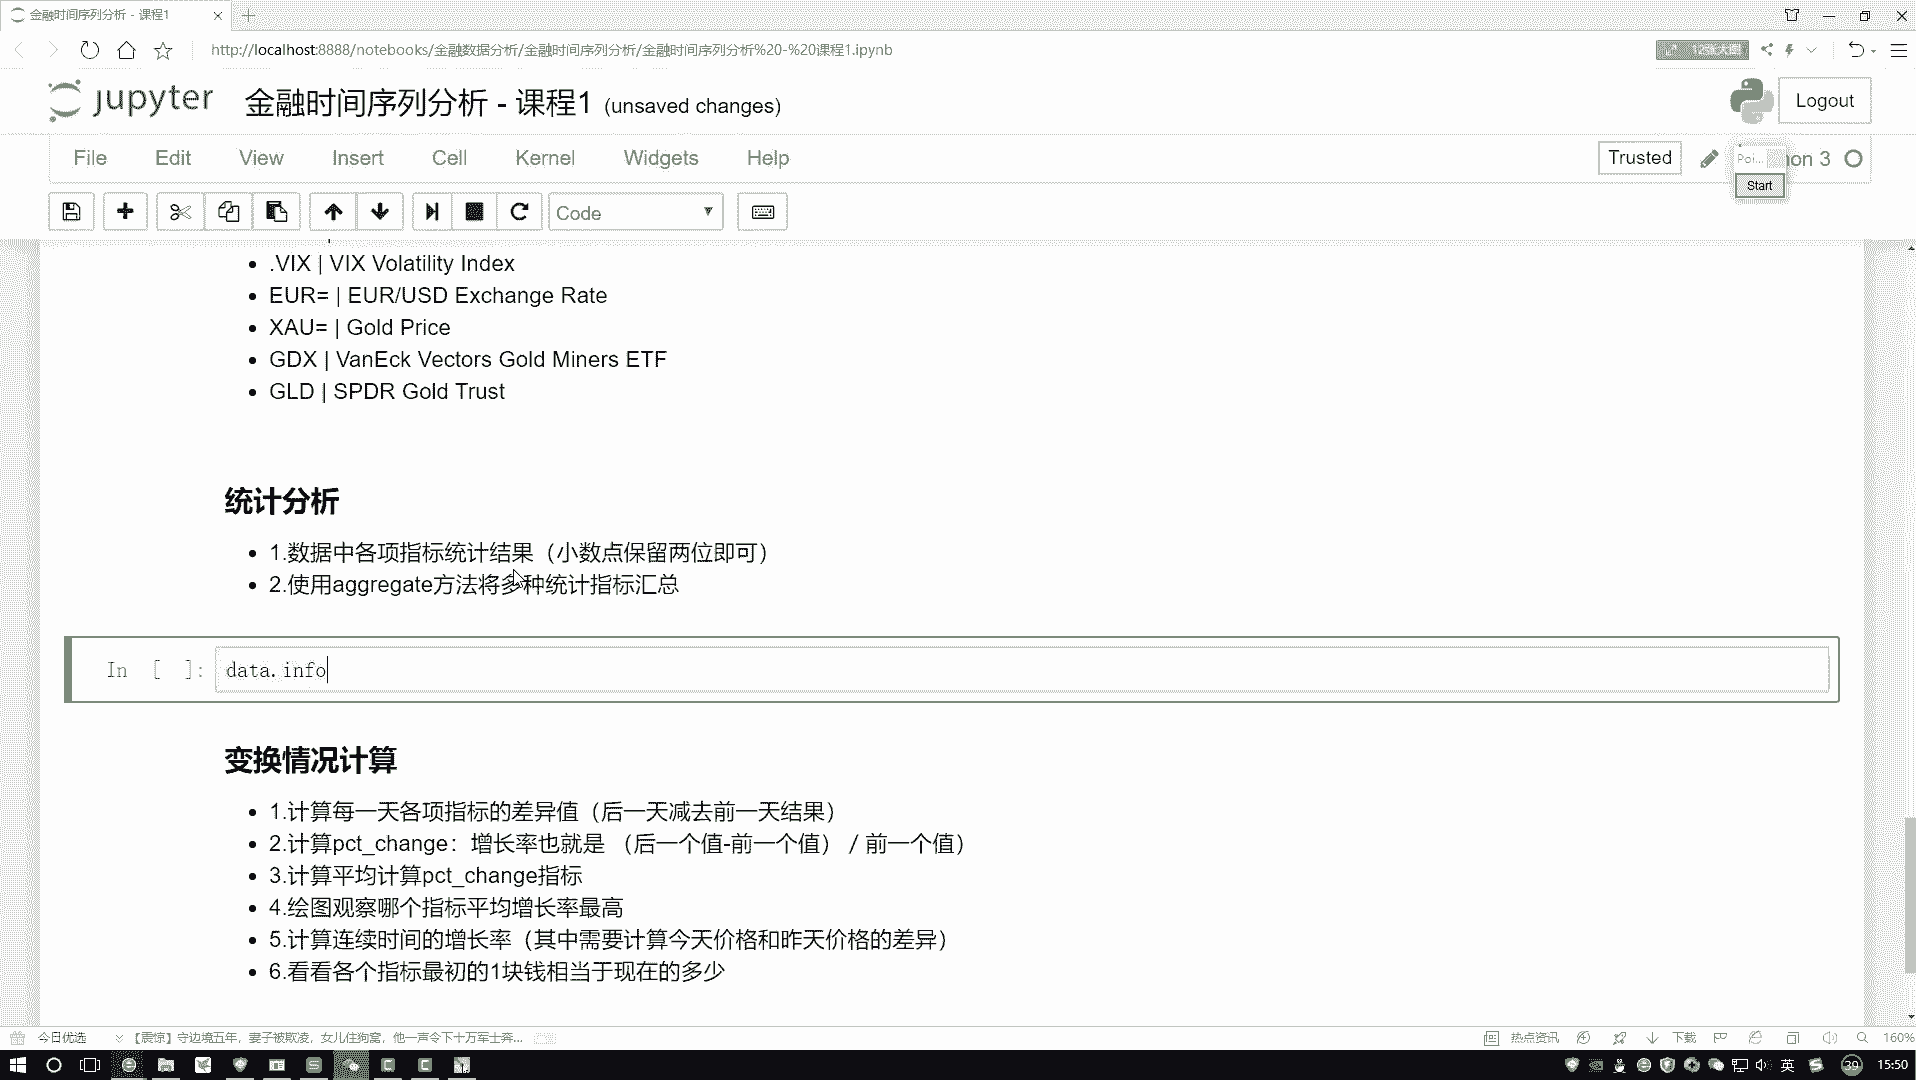 金融时间序列分析 - 课程1
http://localhost:8888/notebooks/金融数据分析/金融时间序列分析/金融时间序列分析%20-%20课程1.ipynb
jupyter 金融时间序列分析 - 课程1 (unsaved changes)
Logout
File Edit View Insert Cell Kernel Widgets Help
Trusted
Poi... on 3
Start
Code
.VIX | VIX Volatility Index
EUR= | EUR/USD Exchange Rate
XAU= | Gold Price
GDX | VanEck Vectors Gold Miners ETF
GLD | SPDR Gold Trust
统计分析
1.数据中各项指标统计结果（小数点保留两位即可）
2.使用aggregate方法将多种统计指标汇总
In [ ]: data.info
变换情况计算
1.计算每一天各项指标的差异值（后一天减去前一天结果）
2.计算pct_change：增长率也就是 （后一个值-前一个值） / 前一个值）
3.计算平均计算pct_change指标
4.绘图观察哪个指标平均增长率最高
5.计算连续时间的增长率（其中需要计算今天价格和昨天价格的差异）
6.看看各个指标最初的1块钱相当于现在的多少
今日优选 【震惊】守边境五年，妻子被欺凌，女儿住狗窝，他一声令下十万军士奔... 热点资讯 下载 160%
英 39 15:50